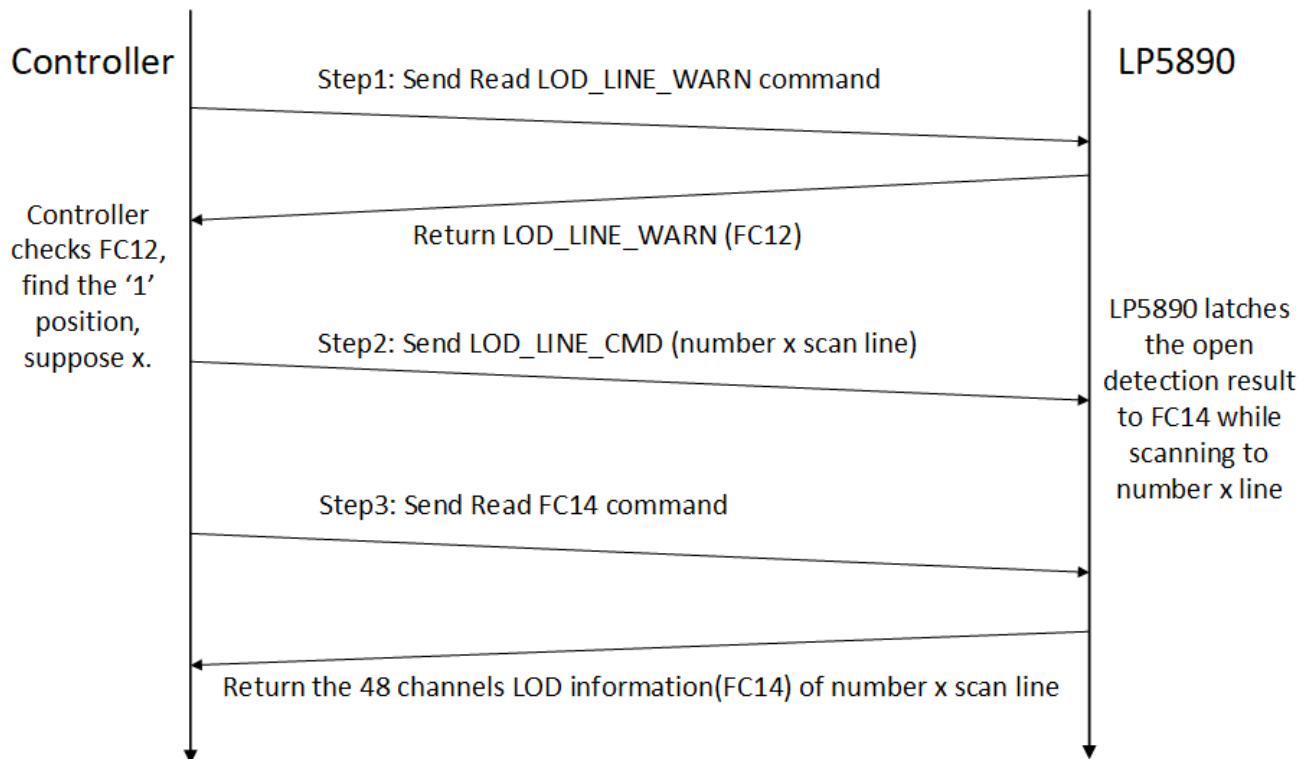 Controller
LP5890
Step1: Send Read LOD_LINE_WARN command
Return LOD_LINE_WARN (FC12)
Controller
checks FC12,
find the ‘1’
position,
suppose x.
Step2: Send LOD_LINE_CMD (number x scan line)
LP5890 latches
the open
detection result
to FC14 while
scanning to
number x line
Step3: Send Read FC14 command
Return the 48 channels LOD information(FC14) of number x scan line